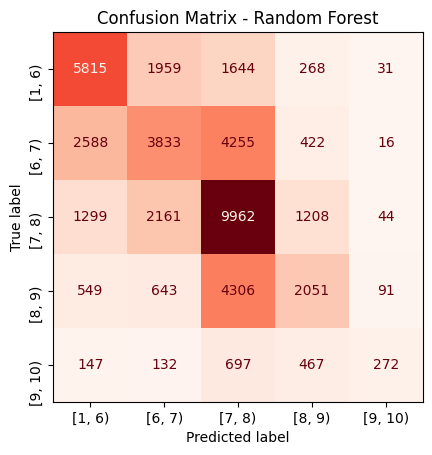 Confusion Matrix - Random Forest
True label
[1, 6) 5815 1959 1644 268 31
[6, 7) 2588 3833 4255 422 16
[7, 8) 1299 2161 9962 1208 44
[8, 9) 549 643 4306 2051 91
[9, 10) 147 132 697 467 272
[1, 6) [6, 7) [7, 8) [8, 9) [9, 10)
Predicted label